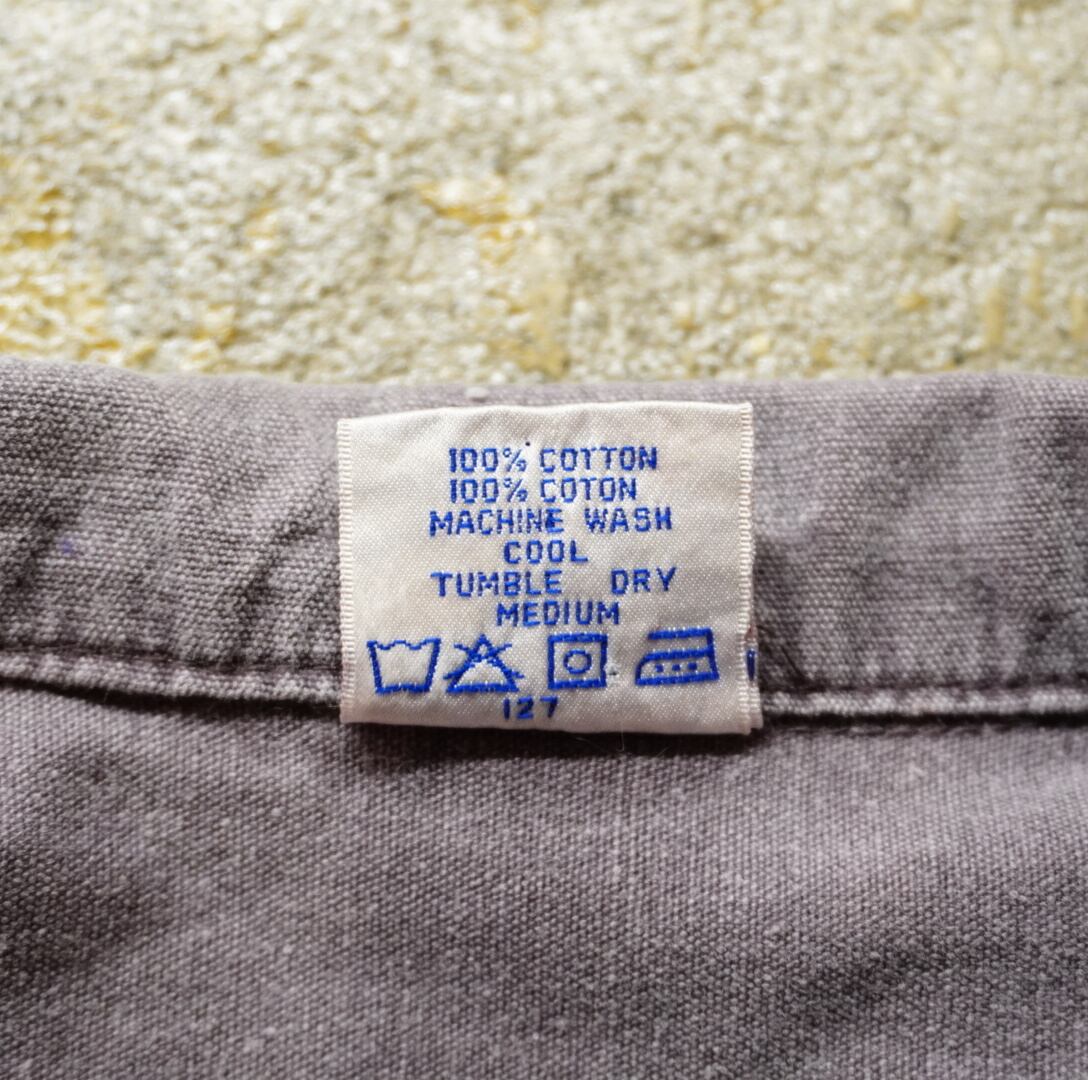 100% COTTON
100% COTON
MACHINE WASH
COOL
TUMBLE DRY
MEDIUM
127